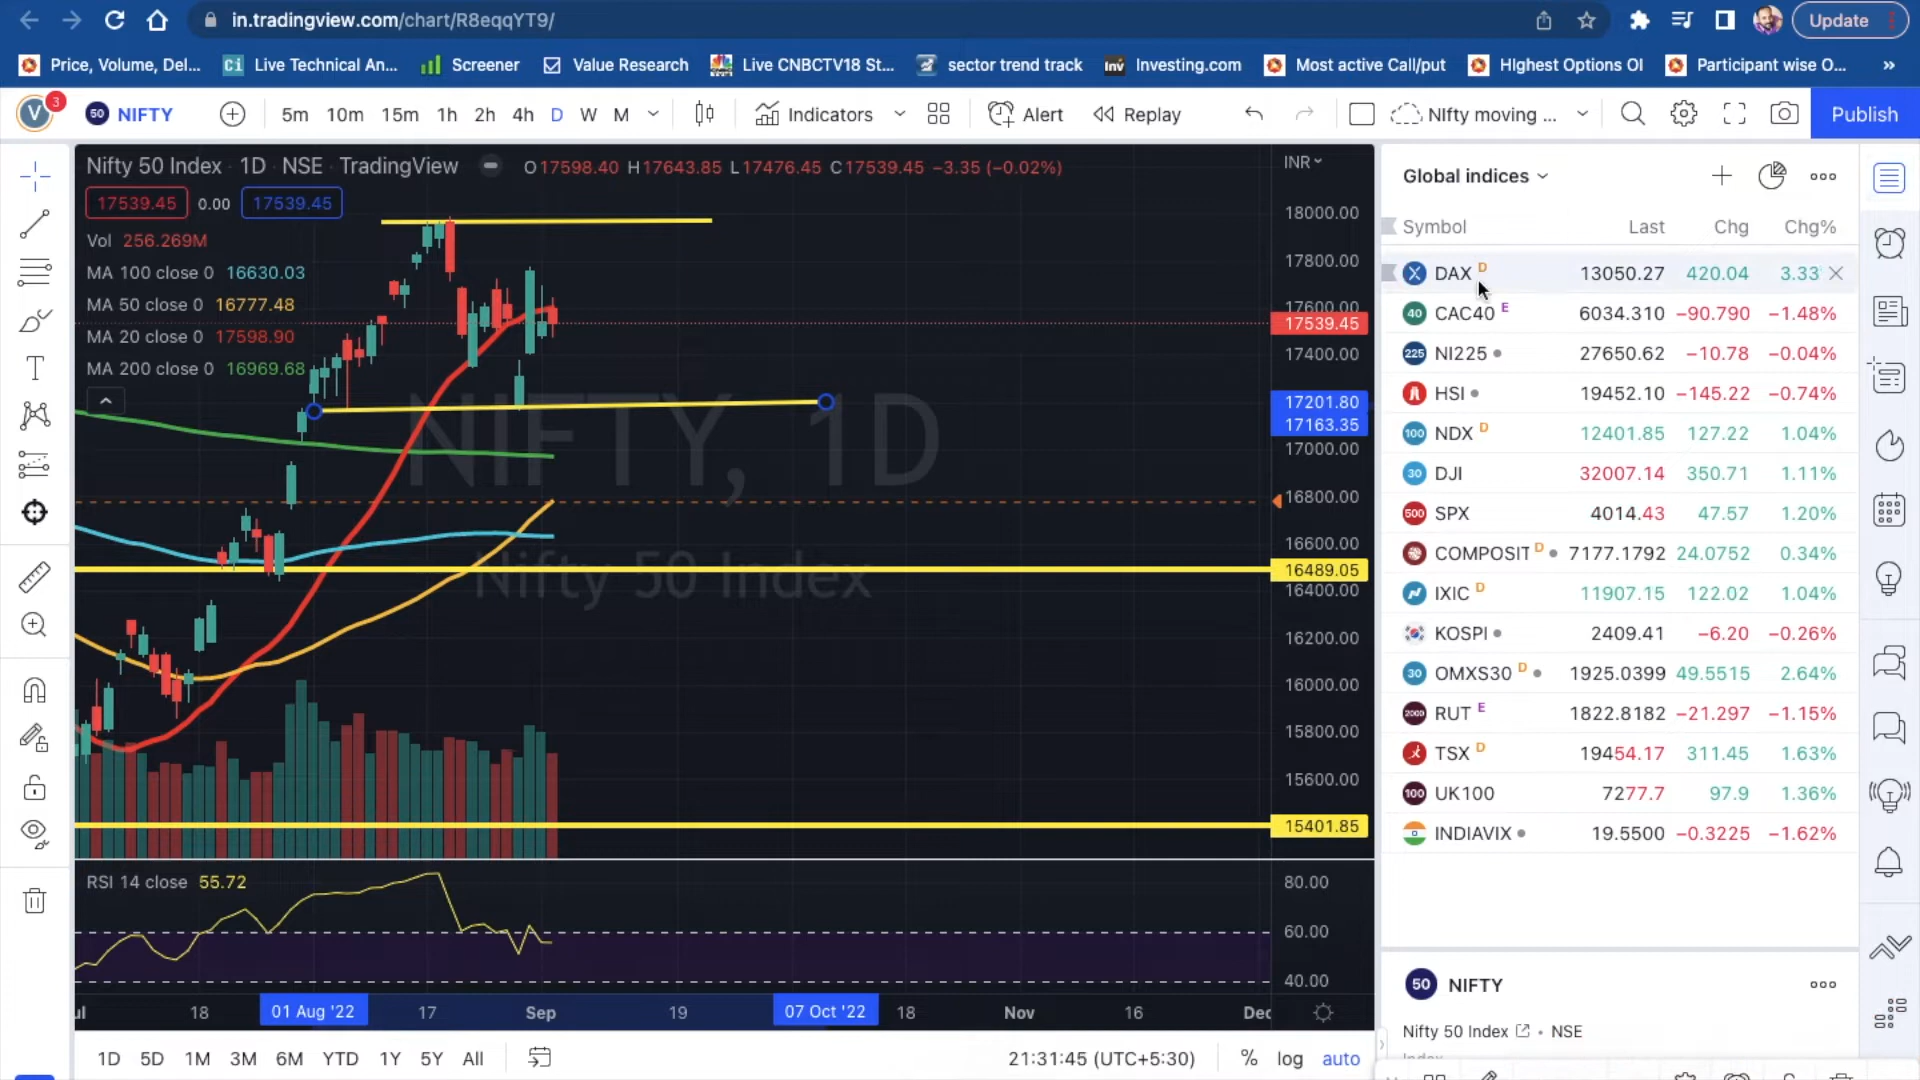 in.tradingview.com/chart/R8eqqYT9/
Update
Price, Volume, Del... Ci Live Technical An... Screener Value Research Live CNBCTV18 St... sector trend track Inv Investing.com Most active Call/put HIghest Options OI Participant wise O... »
V 3 50 NIFTY 5m 10m 15m 1h 2h 4h D W M Indicators Alert Replay NIfty moving ... Publish
Nifty 50 Index · 1D · NSE · TradingView O17598.40 H17643.85 L17476.45 C17539.45 −3.35 (−0.02%)
INR
17539.45 0.00 17539.45
Vol 256.269M
MA 100 close 0 16630.03
MA 50 close 0 16777.48
MA 20 close 0 17598.90
MA 200 close 0 16969.68
NIFTY, 1D
Nifty 50 Index
18000.00
17800.00
17600.00
17539.45
17400.00
17201.80
17163.35
17000.00
16800.00
16600.00
16489.05
16400.00
16200.00
16000.00
15800.00
15600.00
15401.85
RSI 14 close 55.72
80.00
60.00
40.00
18 01 Aug '22 17 Sep 19 07 Oct '22 18 Nov 16
1D 5D 1M 3M 6M YTD 1Y 5Y All 21:31:45 (UTC+5:30) % log auto
Global indices
Symbol Last Chg Chg%
DAX D 13050.27 420.04 3.33
40 CAC40 E 6034.310 −90.790 −1.48%
225 NI225 27650.62 −10.78 −0.04%
HSI 19452.10 −145.22 −0.74%
100 NDX D 12401.85 127.22 1.04%
30 DJI 32007.14 350.71 1.11%
500 SPX 4014.43 47.57 1.20%
COMPOSIT D 7177.1792 24.0752 0.34%
IXIC D 11907.15 122.02 1.04%
KOSPI 2409.41 −6.20 −0.26%
30 OMXS30 D 1925.0399 49.5515 2.64%
2000 RUT E 1822.8182 −21.297 −1.15%
TSX D 19454.17 311.45 1.63%
100 UK100 7277.7 97.9 1.36%
INDIAVIX 19.5500 −0.3225 −1.62%
50 NIFTY
Nifty 50 Index • NSE